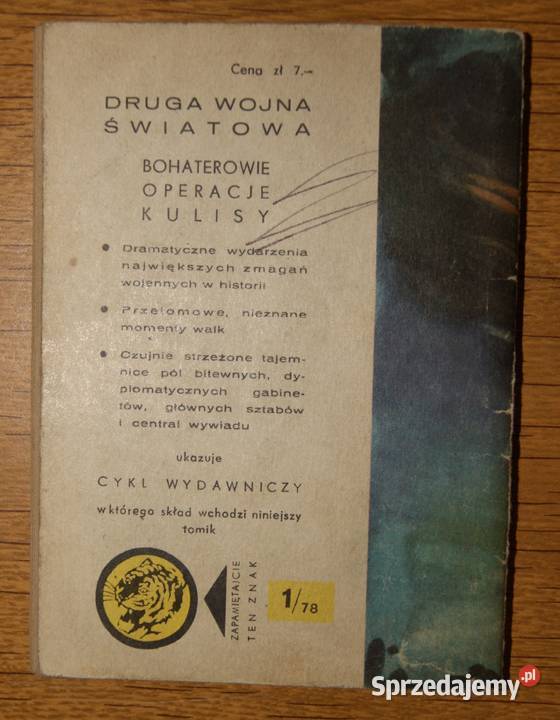 Cena zł 7.—
DRUGA WOJNA
ŚWIATOWA
BOHATEROWIE
OPERACJE
KULISY
• Dramatyczne wydarzenia
największych zmagań
wojennych w historii
• Przełomowe, nieznane
momenty walk
• Czujnie strzeżone tajem-
nice pól bitewnych, dy-
plomatycznych gabine-
tów, głównych sztabów
i central wywiadu
ukazuje
CYKL WYDAWNICZY
w którego skład wchodzi niniejszy
tomik
ZAPAMIĘTAJCIE
TEN ZNAK
1/78
Sprzedajemy.pl